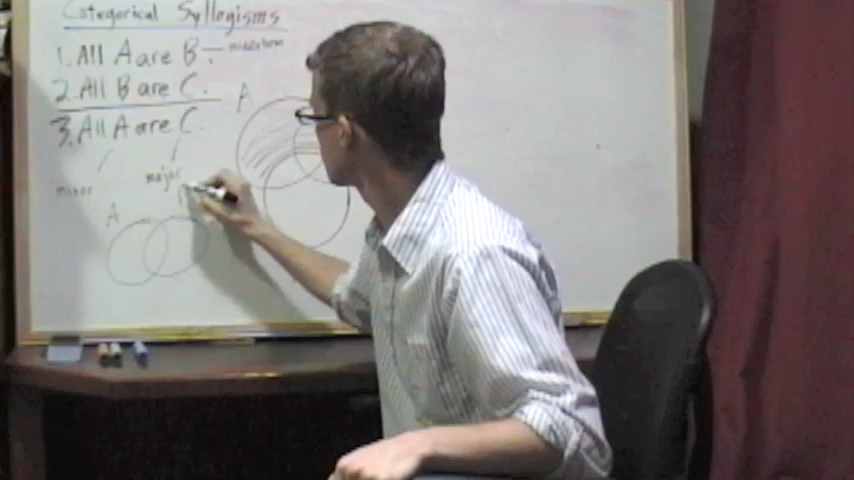 Categorical Syllogisms
1. All A are B. — middle term
2. All B are C.
3. All A are C.
A
minor
major
A